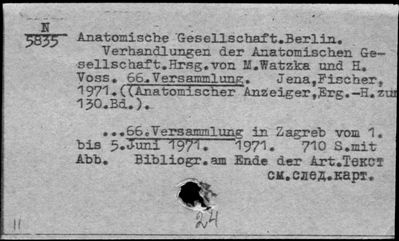 N
5835
Anatomische Gesellschaft.Berlin.
Verhandlungen der Anatomischen Ge-
sellschaft.Hrsg.von M.Watzka und H.
Voss. 66.Versammlung. Jena,Fischer,
1971.((Anatomischer Anzeiger,Erg.-H.zum
130.Bd.).
...66.Versammlung in Zagreb vom 1.
bis 5.Juni 1971. 1971. 710 S.mit
Abb. Bibliogr.am Ende der Art.Текст
см.след.карт.
24
11